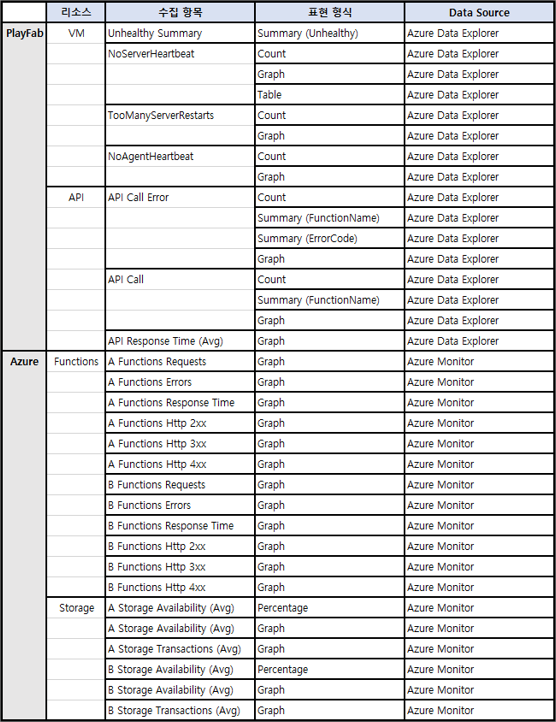 리소스 수집 항목 표현 형식 Data Source
PlayFab VM Unhealthy Summary Summary (Unhealthy) Azure Data Explorer
NoServerHeartbeat Count Azure Data Explorer
Graph Azure Data Explorer
Table Azure Data Explorer
TooManyServerRestarts Count Azure Data Explorer
Graph Azure Data Explorer
NoAgentHeartbeat Count Azure Data Explorer
Graph Azure Data Explorer
API API Call Error Count Azure Data Explorer
Summary (FunctionName) Azure Data Explorer
Summary (ErrorCode) Azure Data Explorer
Graph Azure Data Explorer
API Call Count Azure Data Explorer
Summary (FunctionName) Azure Data Explorer
Graph Azure Data Explorer
API Response Time (Avg) Graph Azure Data Explorer
Azure Functions A Functions Requests Graph Azure Monitor
A Functions Errors Graph Azure Monitor
A Functions Response Time Graph Azure Monitor
A Functions Http 2xx Graph Azure Monitor
A Functions Http 3xx Graph Azure Monitor
A Functions Http 4xx Graph Azure Monitor
B Functions Requests Graph Azure Monitor
B Functions Errors Graph Azure Monitor
B Functions Response Time Graph Azure Monitor
B Functions Http 2xx Graph Azure Monitor
B Functions Http 3xx Graph Azure Monitor
B Functions Http 4xx Graph Azure Monitor
Storage A Storage Availability (Avg) Percentage Azure Monitor
A Storage Availability (Avg) Graph Azure Monitor
A Storage Transactions (Avg) Graph Azure Monitor
B Storage Availability (Avg) Percentage Azure Monitor
B Storage Availability (Avg) Graph Azure Monitor
B Storage Transactions (Avg) Graph Azure Monitor